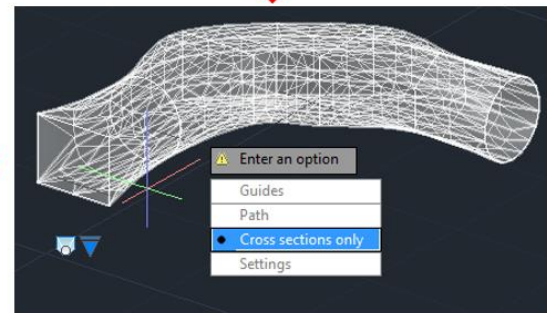 Enter an option
Guides
Path
Cross sections only
Settings